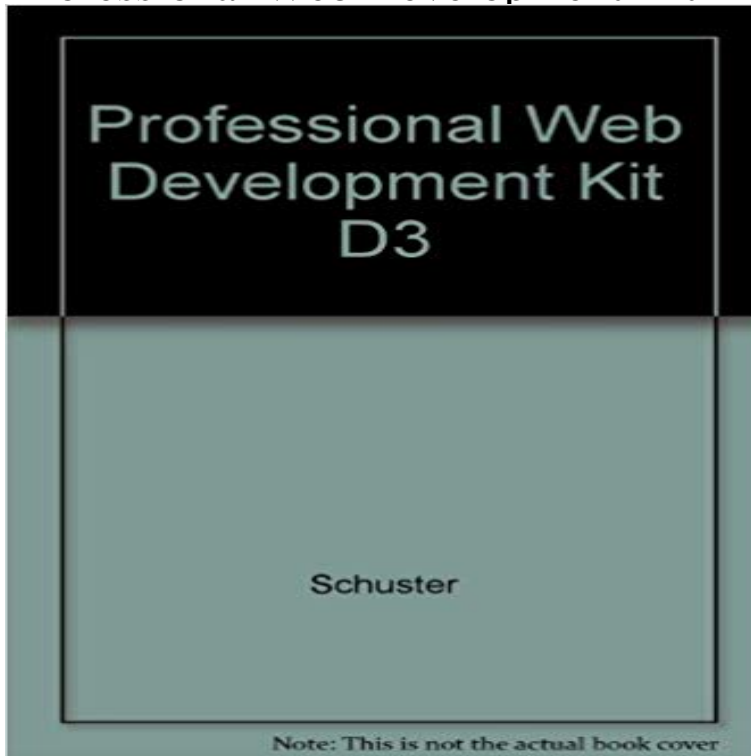 Professional Web
Development Kit
D3
Schuster
Note: This is not the actual book cover